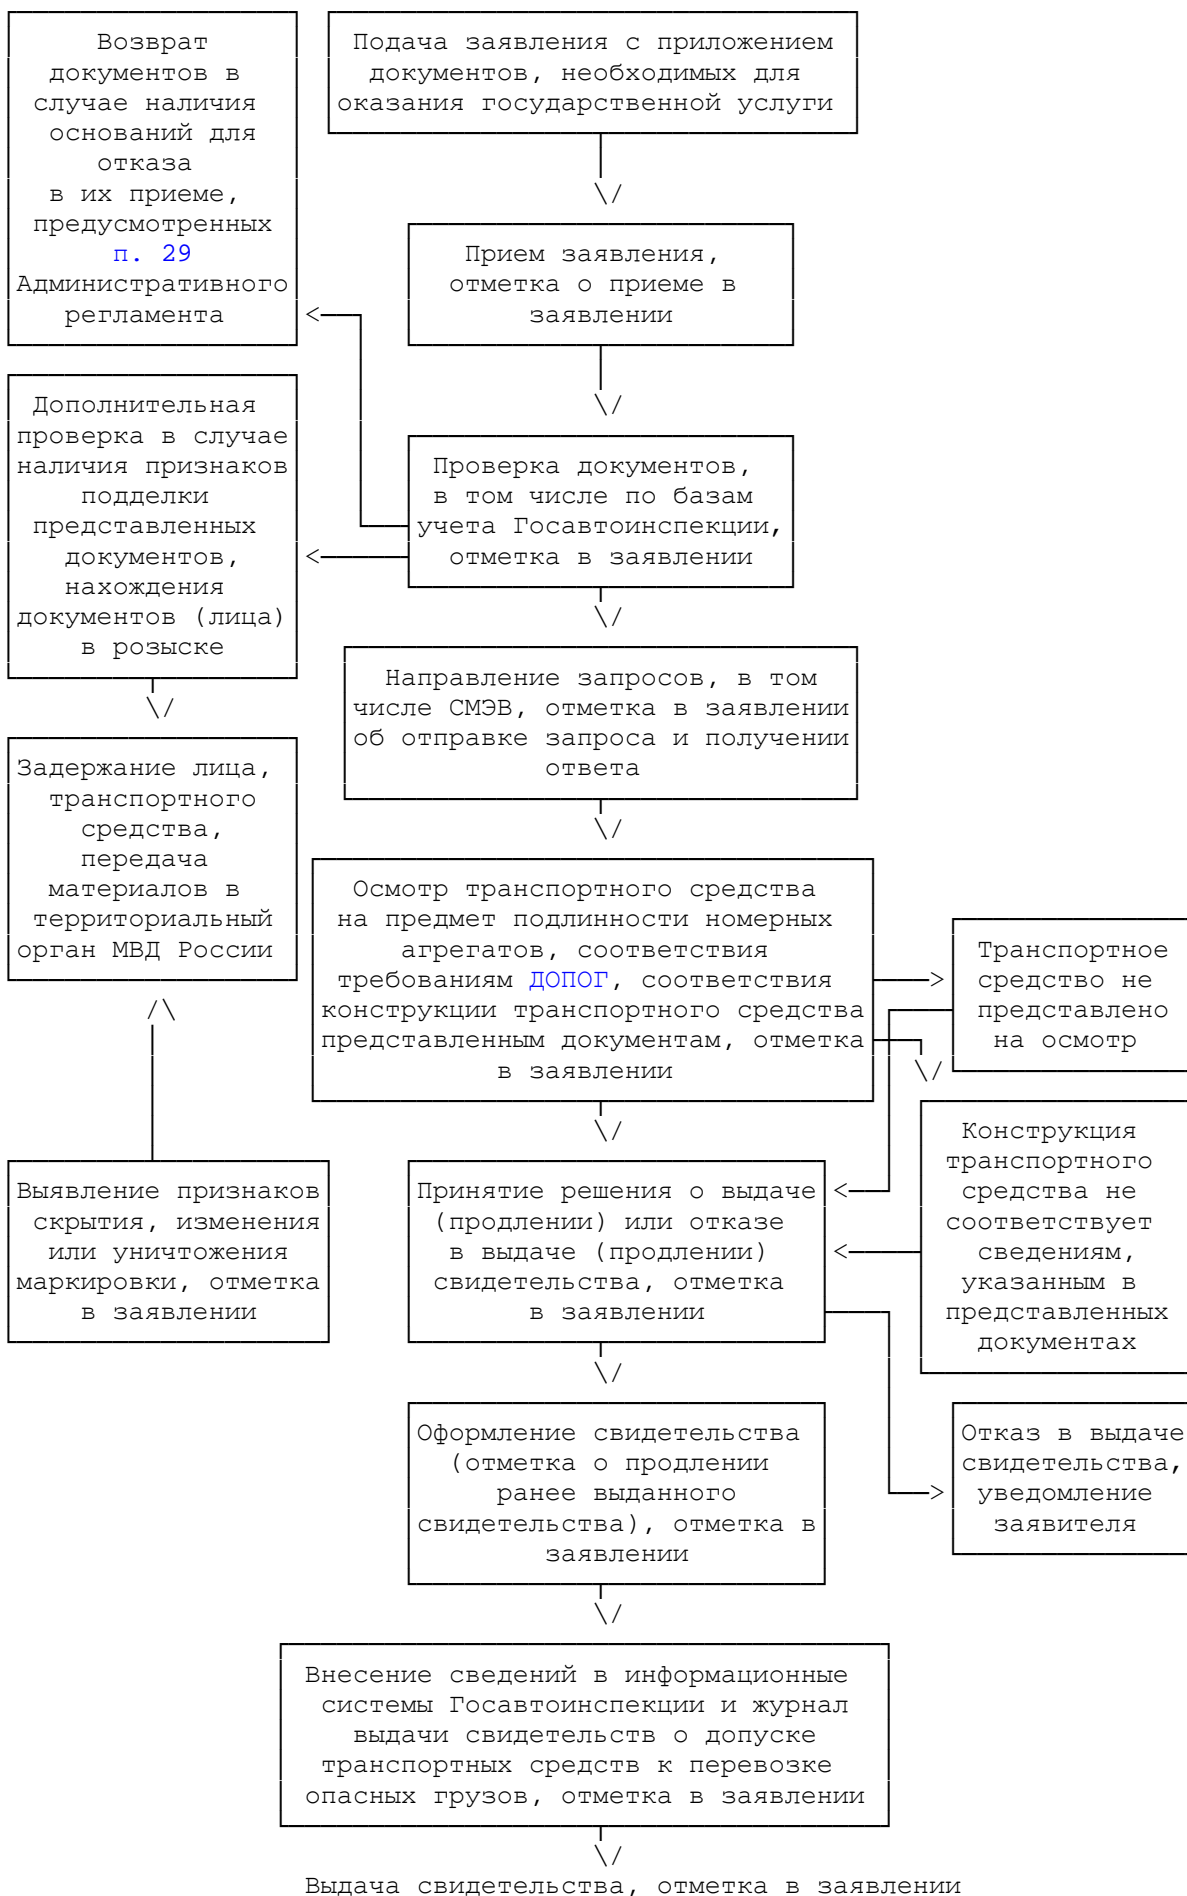 Возврат
документов в
случае наличия
оснований для
отказа
в их приеме,
предусмотренных
п. 29
Административного
регламента
Подача заявления с приложением
документов, необходимых для
оказания государственной услуги
Прием заявления,
отметка о приеме в
заявлении
Дополнительная
проверка в случае
наличия признаков
подделки
представленных
документов,
нахождения
документов (лица)
в розыске
Проверка документов,
в том числе по базам
учета Госавтоинспекции,
отметка в заявлении
Направление запросов, в том
числе СМЭВ, отметка в заявлении
об отправке запроса и получении
ответа
Задержание лица,
транспортного
средства,
передача
материалов в
территориальный
орган МВД России
Осмотр транспортного средства
на предмет подлинности номерных
агрегатов, соответствия
требованиям ДОПОГ, соответствия
конструкции транспортного средства
представленным документам, отметка
в заявлении
Транспортное
средство не
представлено
на осмотр
Конструкция
транспортного
средства не
соответствует
сведениям,
указанным в
представленных
документах
Выявление признаков
скрытия, изменения
или уничтожения
маркировки, отметка
в заявлении
Принятие решения о выдаче
(продлении) или отказе
в выдаче (продлении)
свидетельства, отметка
в заявлении
Оформление свидетельства
(отметка о продлении
ранее выданного
свидетельства), отметка в
заявлении
Отказ в выдаче
свидетельства,
уведомление
заявителя
Внесение сведений в информационные
системы Госавтоинспекции и журнал
выдачи свидетельств о допуске
транспортных средств к перевозке
опасных грузов, отметка в заявлении
Выдача свидетельства, отметка в заявлении